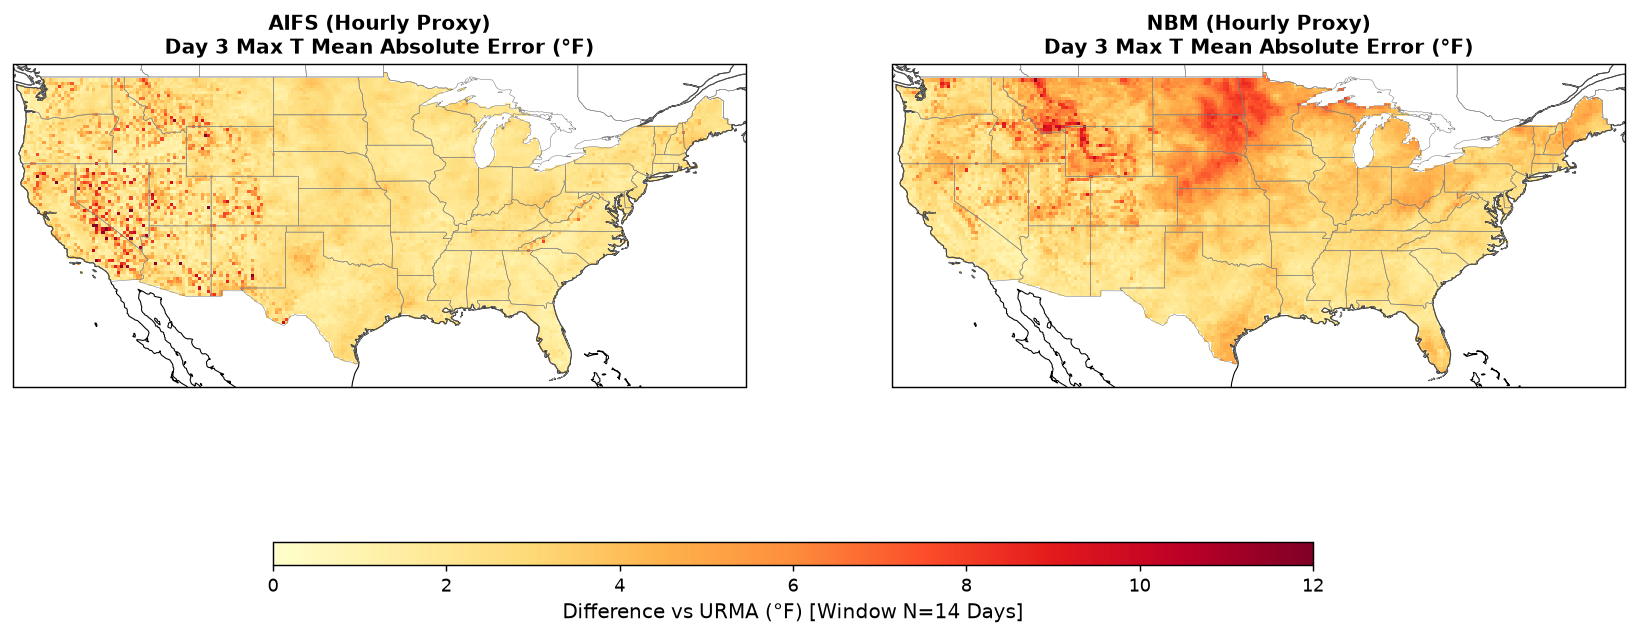 AIFS (Hourly Proxy)
Day 3 Max T Mean Absolute Error (°F)
NBM (Hourly Proxy)
Day 3 Max T Mean Absolute Error (°F)
0 2 4 6 8 10 12
Difference vs URMA (°F) [Window N=14 Days]